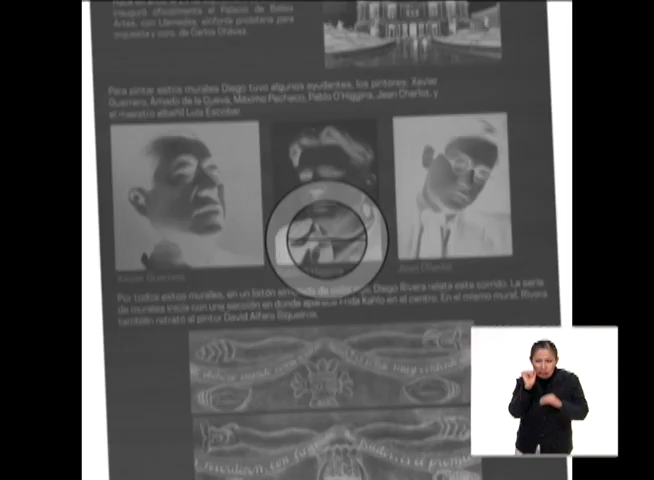 inauguró oficialmente el Palacio de Bellas
Artes, con Llamadas, sinfonía proletaria para
orquesta y coro, de Carlos Chávez.
Para pintar estos murales Diego tuvo algunos ayudantes, los pintores: Xavier
Guerrero, Amado de la Cueva, Máximo Pacheco, Pablo O'Higgins, Jean Charlot, y
el maestro albañil Luis Escobar.
Xavier Guerrero
Jean Charlot
Por todos estos murales, en un listón simulado de color rojo, Diego Rivera relata este corrido. La serie
de murales inicia con una sección en donde aparece Frida Kahlo en el centro. En el mismo mural, Rivera
también retrató al pintor David Alfaro Siqueiros.